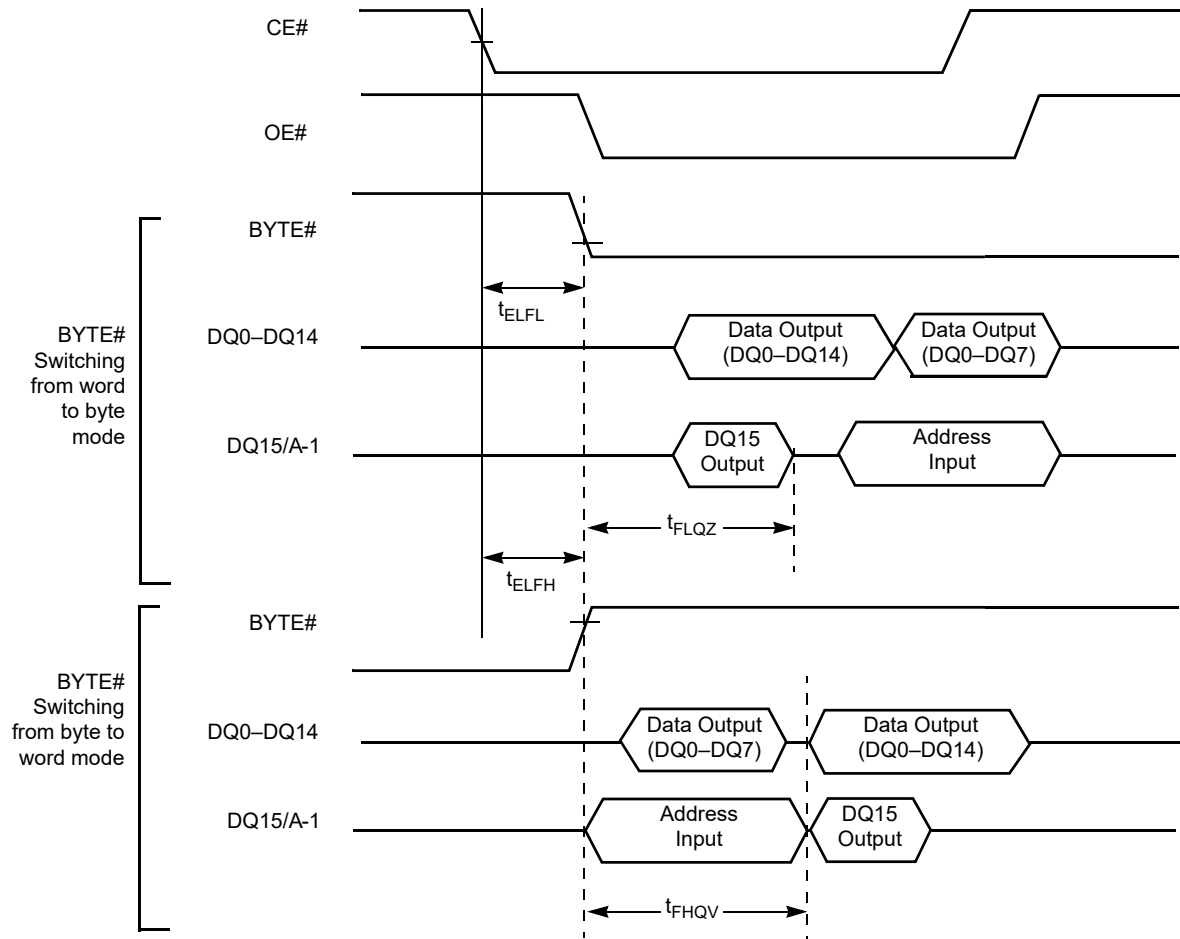 CE#
OE#
BYTE#
Switching
from word
to byte
mode
BYTE#
tELFL
DQ0–DQ14
Data Output
(DQ0–DQ14)
Data Output
(DQ0–DQ7)
DQ15/A-1
DQ15
Output
Address
Input
tFLQZ
tELFH
BYTE#
Switching
from byte to
word mode
BYTE#
DQ0–DQ14
Data Output
(DQ0–DQ7)
Data Output
(DQ0–DQ14)
DQ15/A-1
Address
Input
DQ15
Output
tFHQV